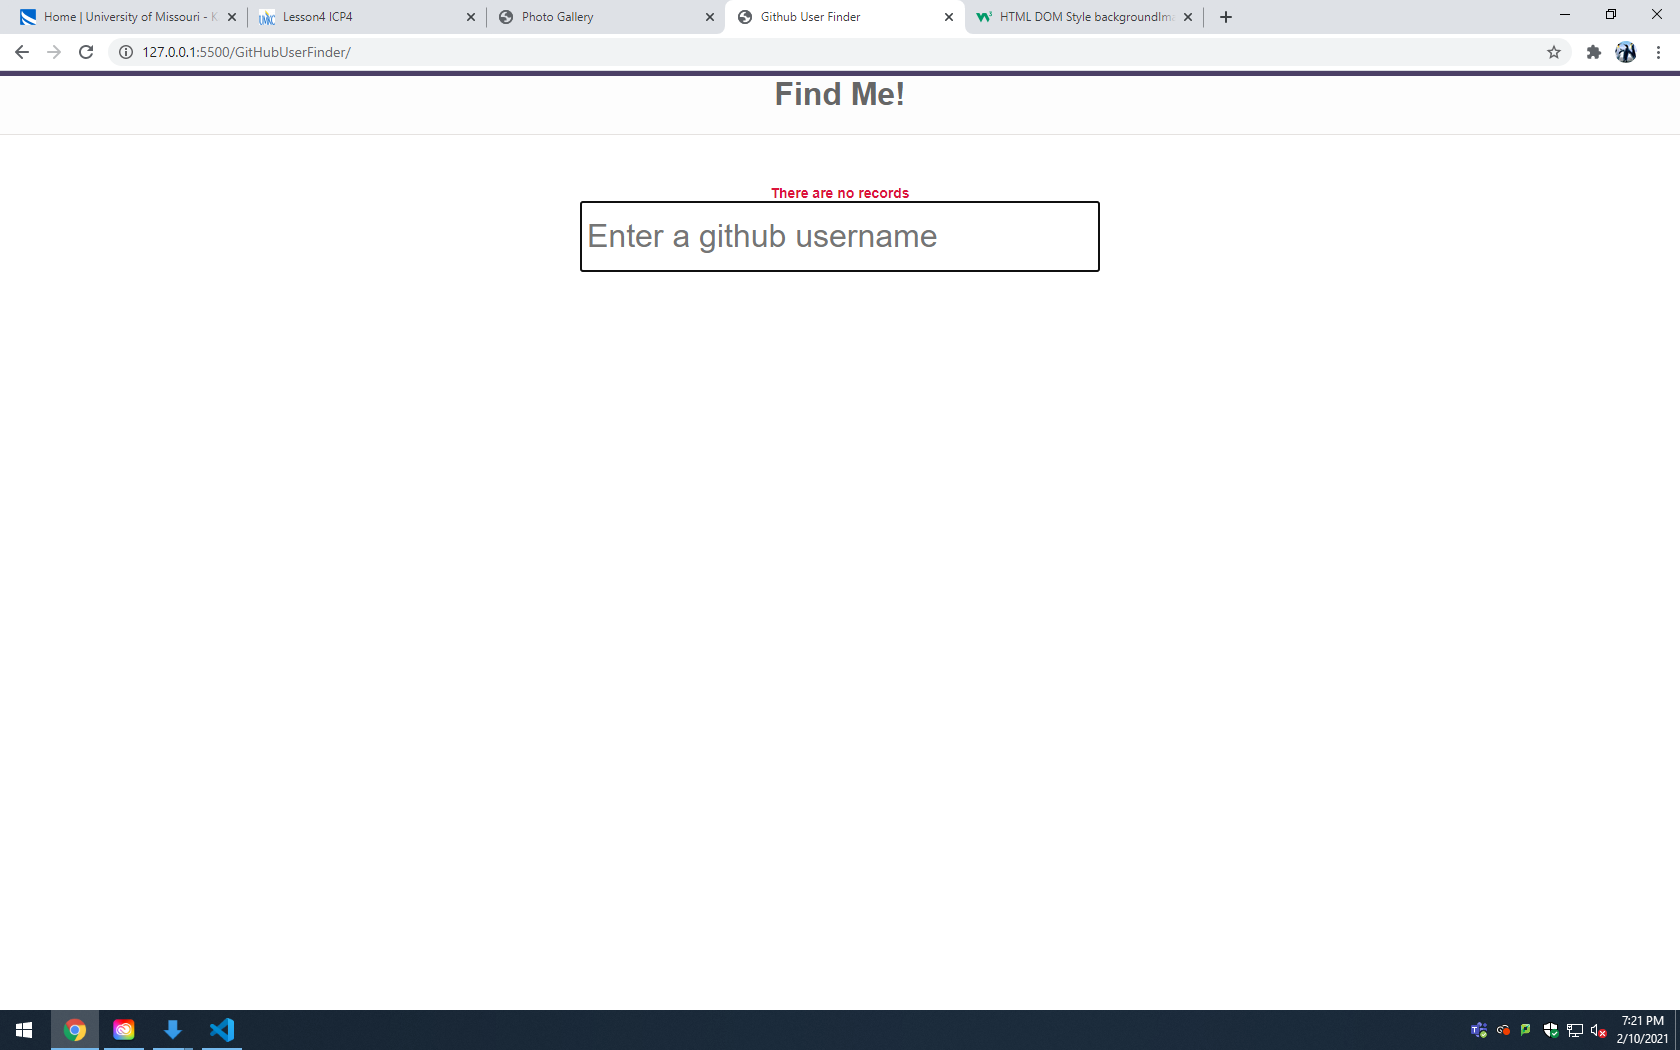 Home | University of Missouri - K
Lesson4 ICP4
Photo Gallery
Github User Finder
HTML DOM Style backgroundIma
127.0.0.1:5500/GitHubUserFinder/
Find Me!
There are no records
Enter a github username
7:21 PM
2/10/2021